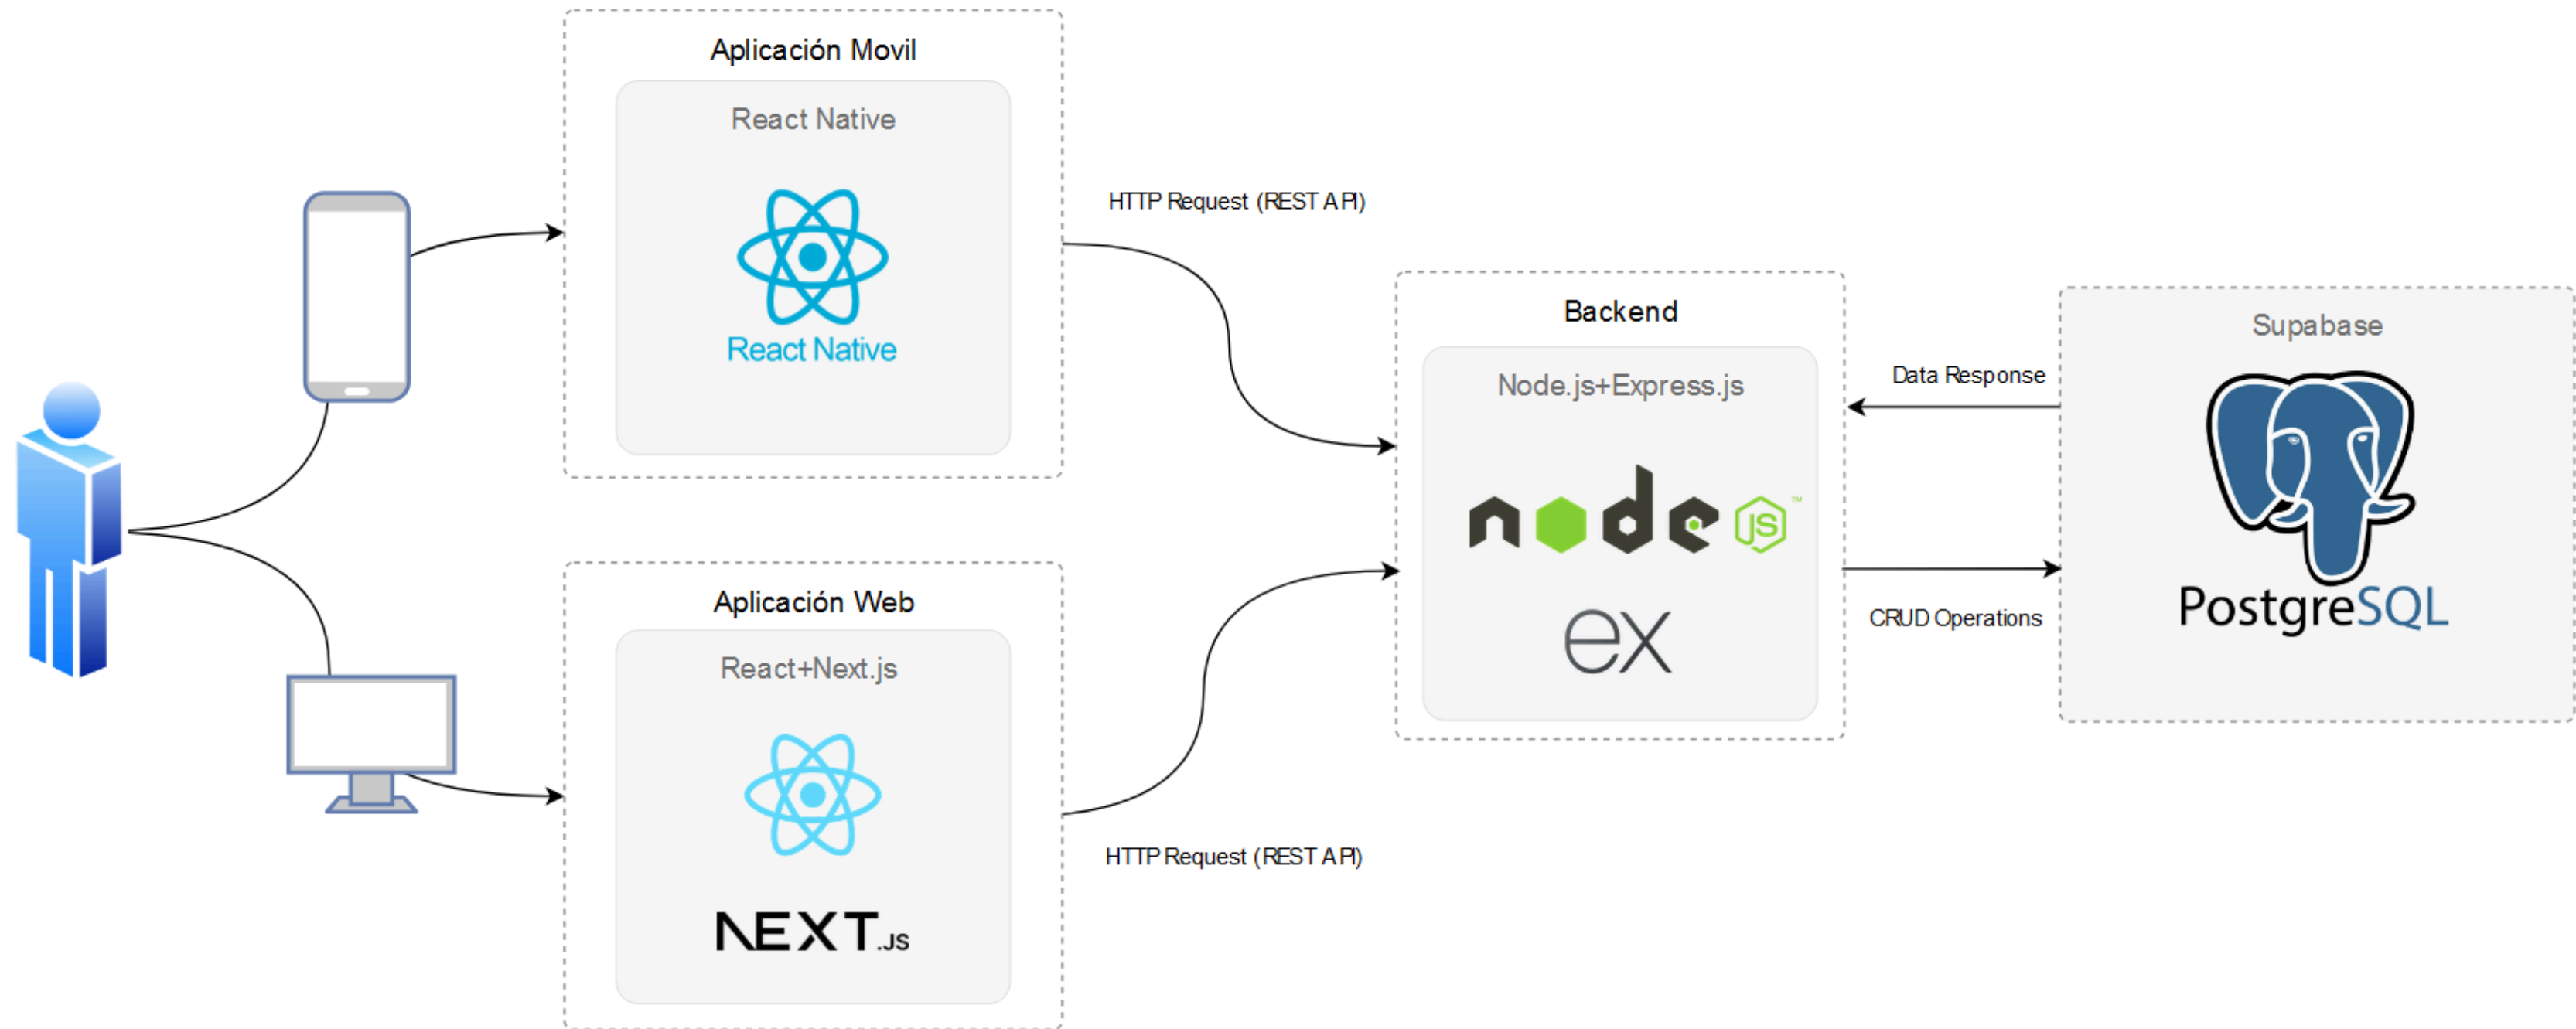 Aplicación Movil
React Native
React Native
HTTP Request (REST API)
Aplicación Web
React+Next.js
NEXT.JS
HTTP Request (REST API)
Backend
Node.js+Express.js
node JS™
ex
Data Response
CRUD Operations
Supabase
PostgreSQL